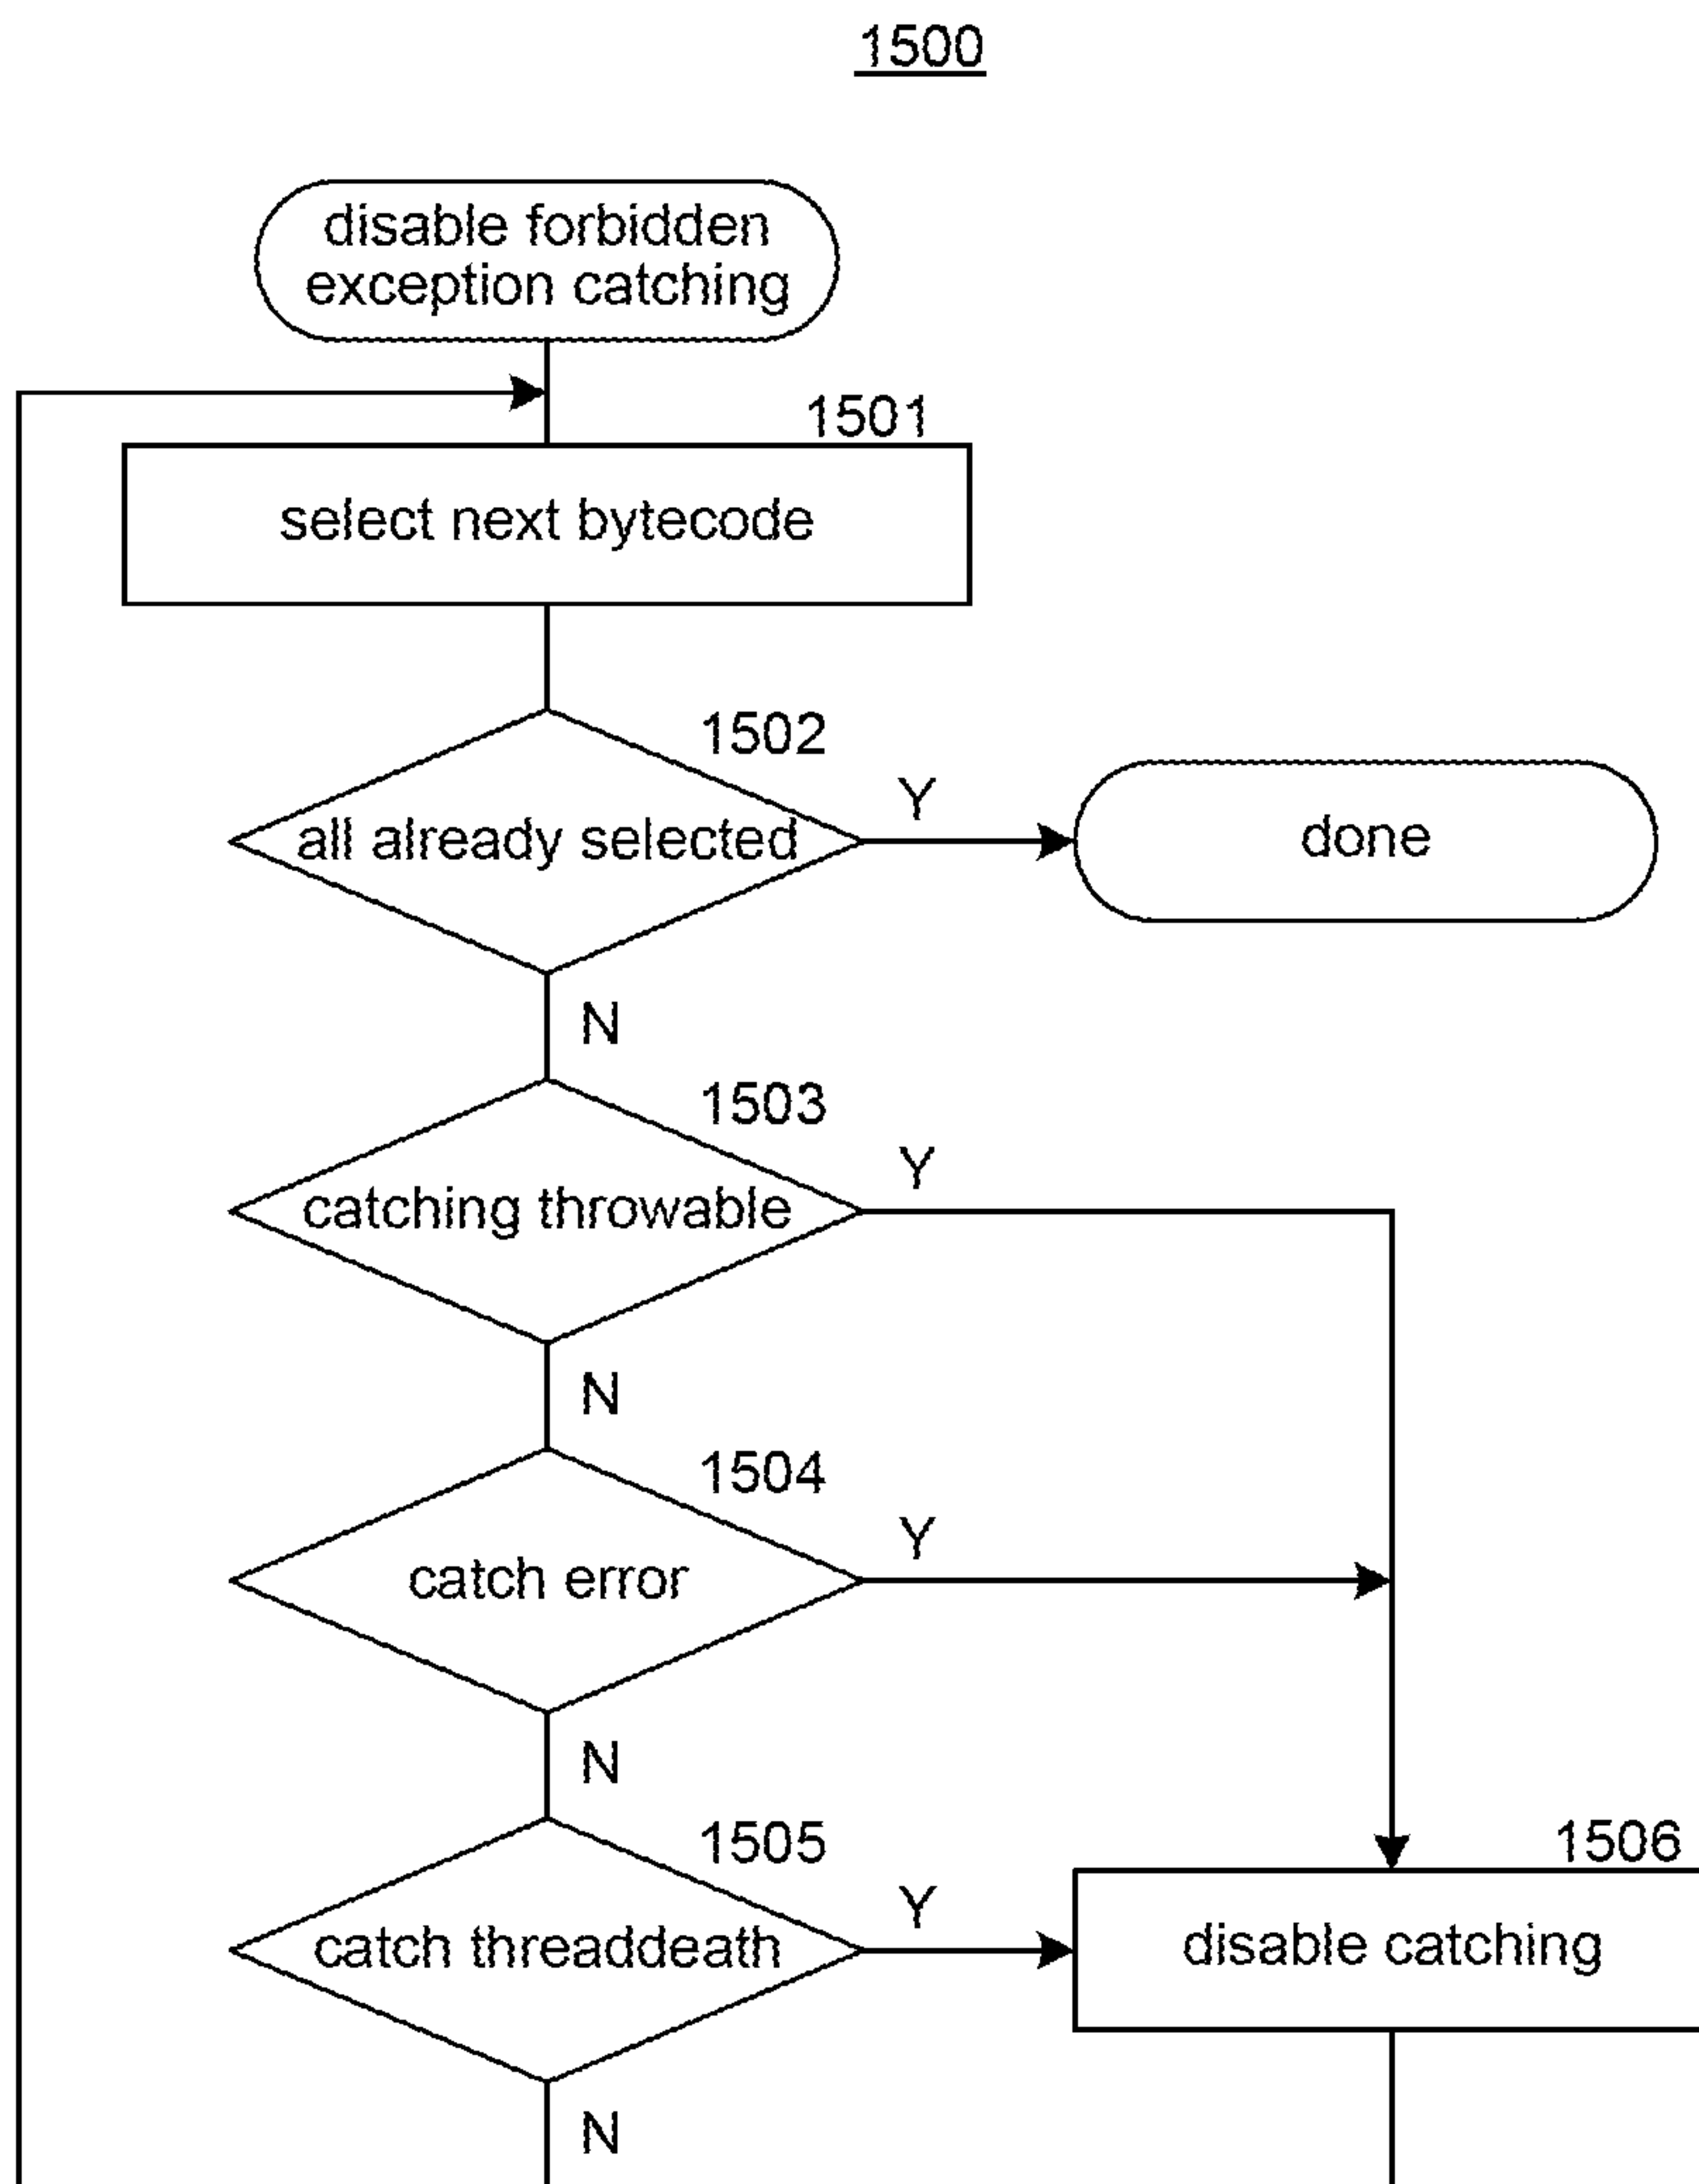 1500
disable forbidden
exception catching
1501
select next bytecode
1502
Y
all already selected
done
N
1503
Y
catching throwable
N
1504
Y
catch error
N
1505
1506
Y
catch threaddeath
disable catching
N